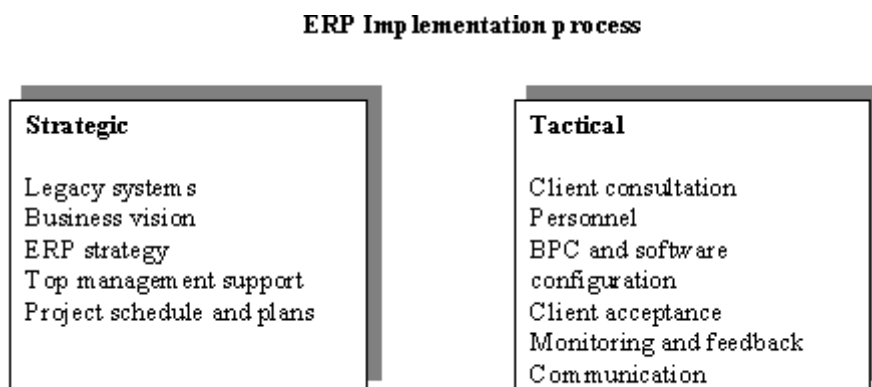 ERP Implementation process
Strategic
Legacy systems
Business vision
ERP strategy
Top management support
Project schedule and plans
Tactical
Client consultation
Personnel
BPC and software
configuration
Client acceptance
Monitoring and feedback
Communication